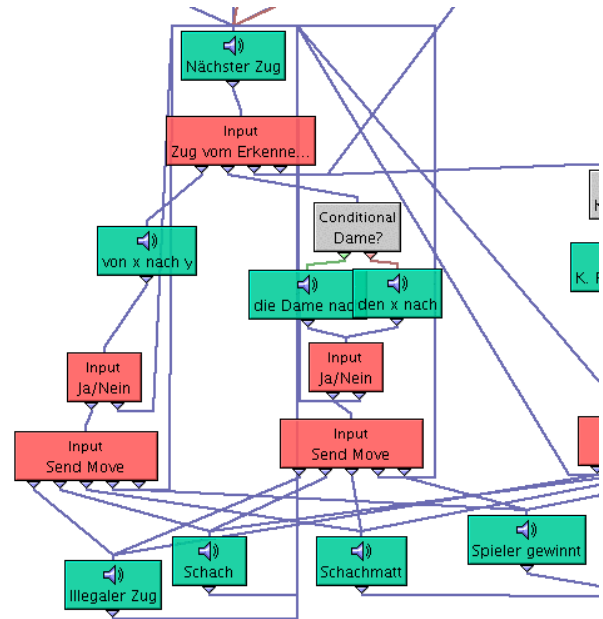 Nächster Zug
Input
Zug vom Erkenne...
Conditional
Dame?
K
von x nach y
K. F
die Dame nac
den x nach
Input
Ja/Nein
Input
Ja/Nein
Input
Send Move
Input
Send Move
Spieler gewinnt
Schach
Schachmatt
Illegaler Zug